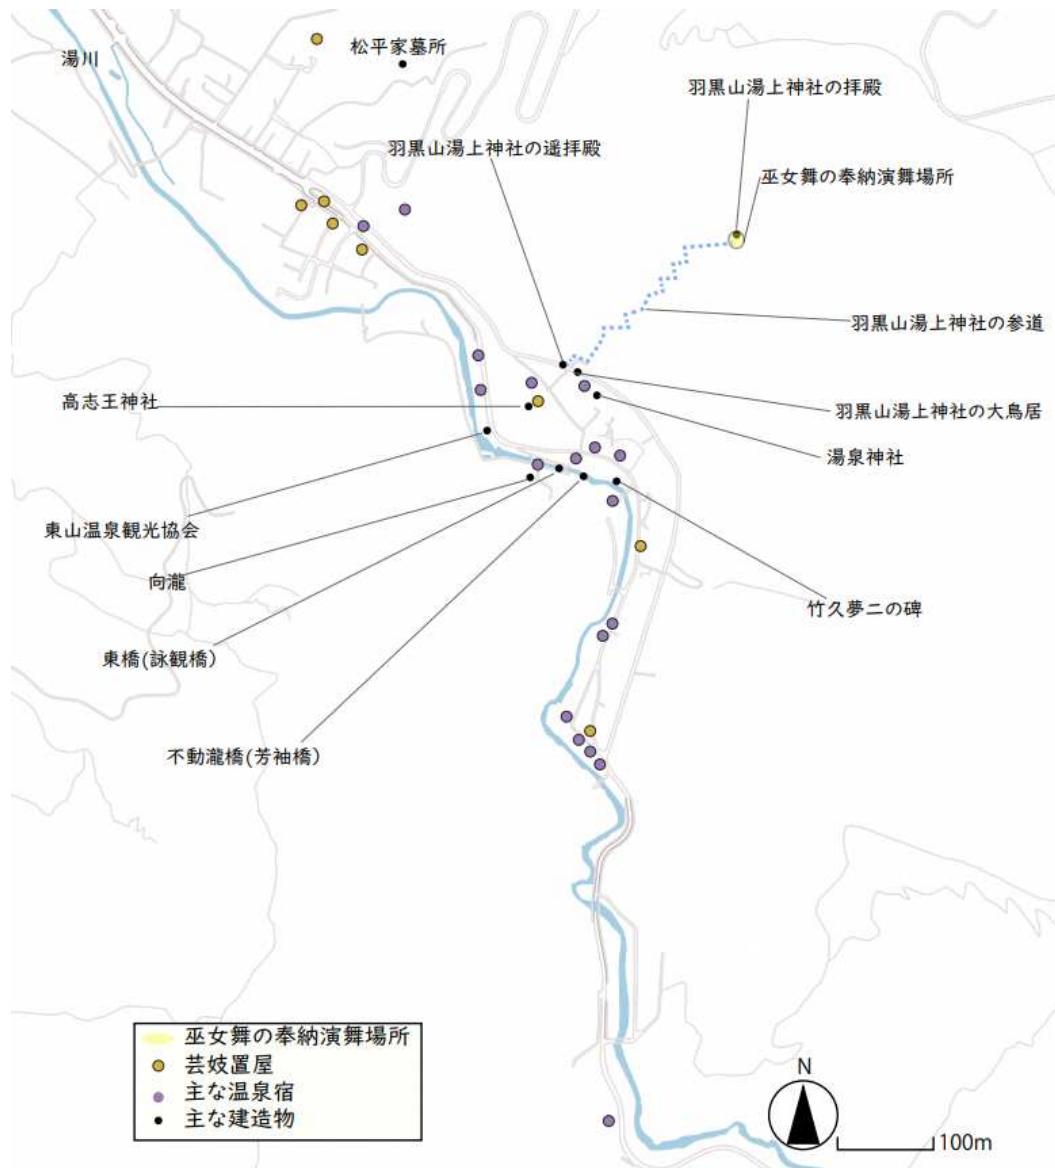 湯川
松平家墓所
羽黒山湯上神社の拝殿
羽黒山湯上神社の遥拝殿
巫女舞の奉納演舞場所
羽黒山湯上神社の参道
高志王神社
羽黒山湯上神社の大鳥居
湯泉神社
東山温泉観光協会
向瀧
竹久夢二の碑
東橋(詠観橋)
不動瀧橋(芳袖橋)
巫女舞の奉納演舞場所
芸妓置屋
主な温泉宿
主な建造物
N
100m